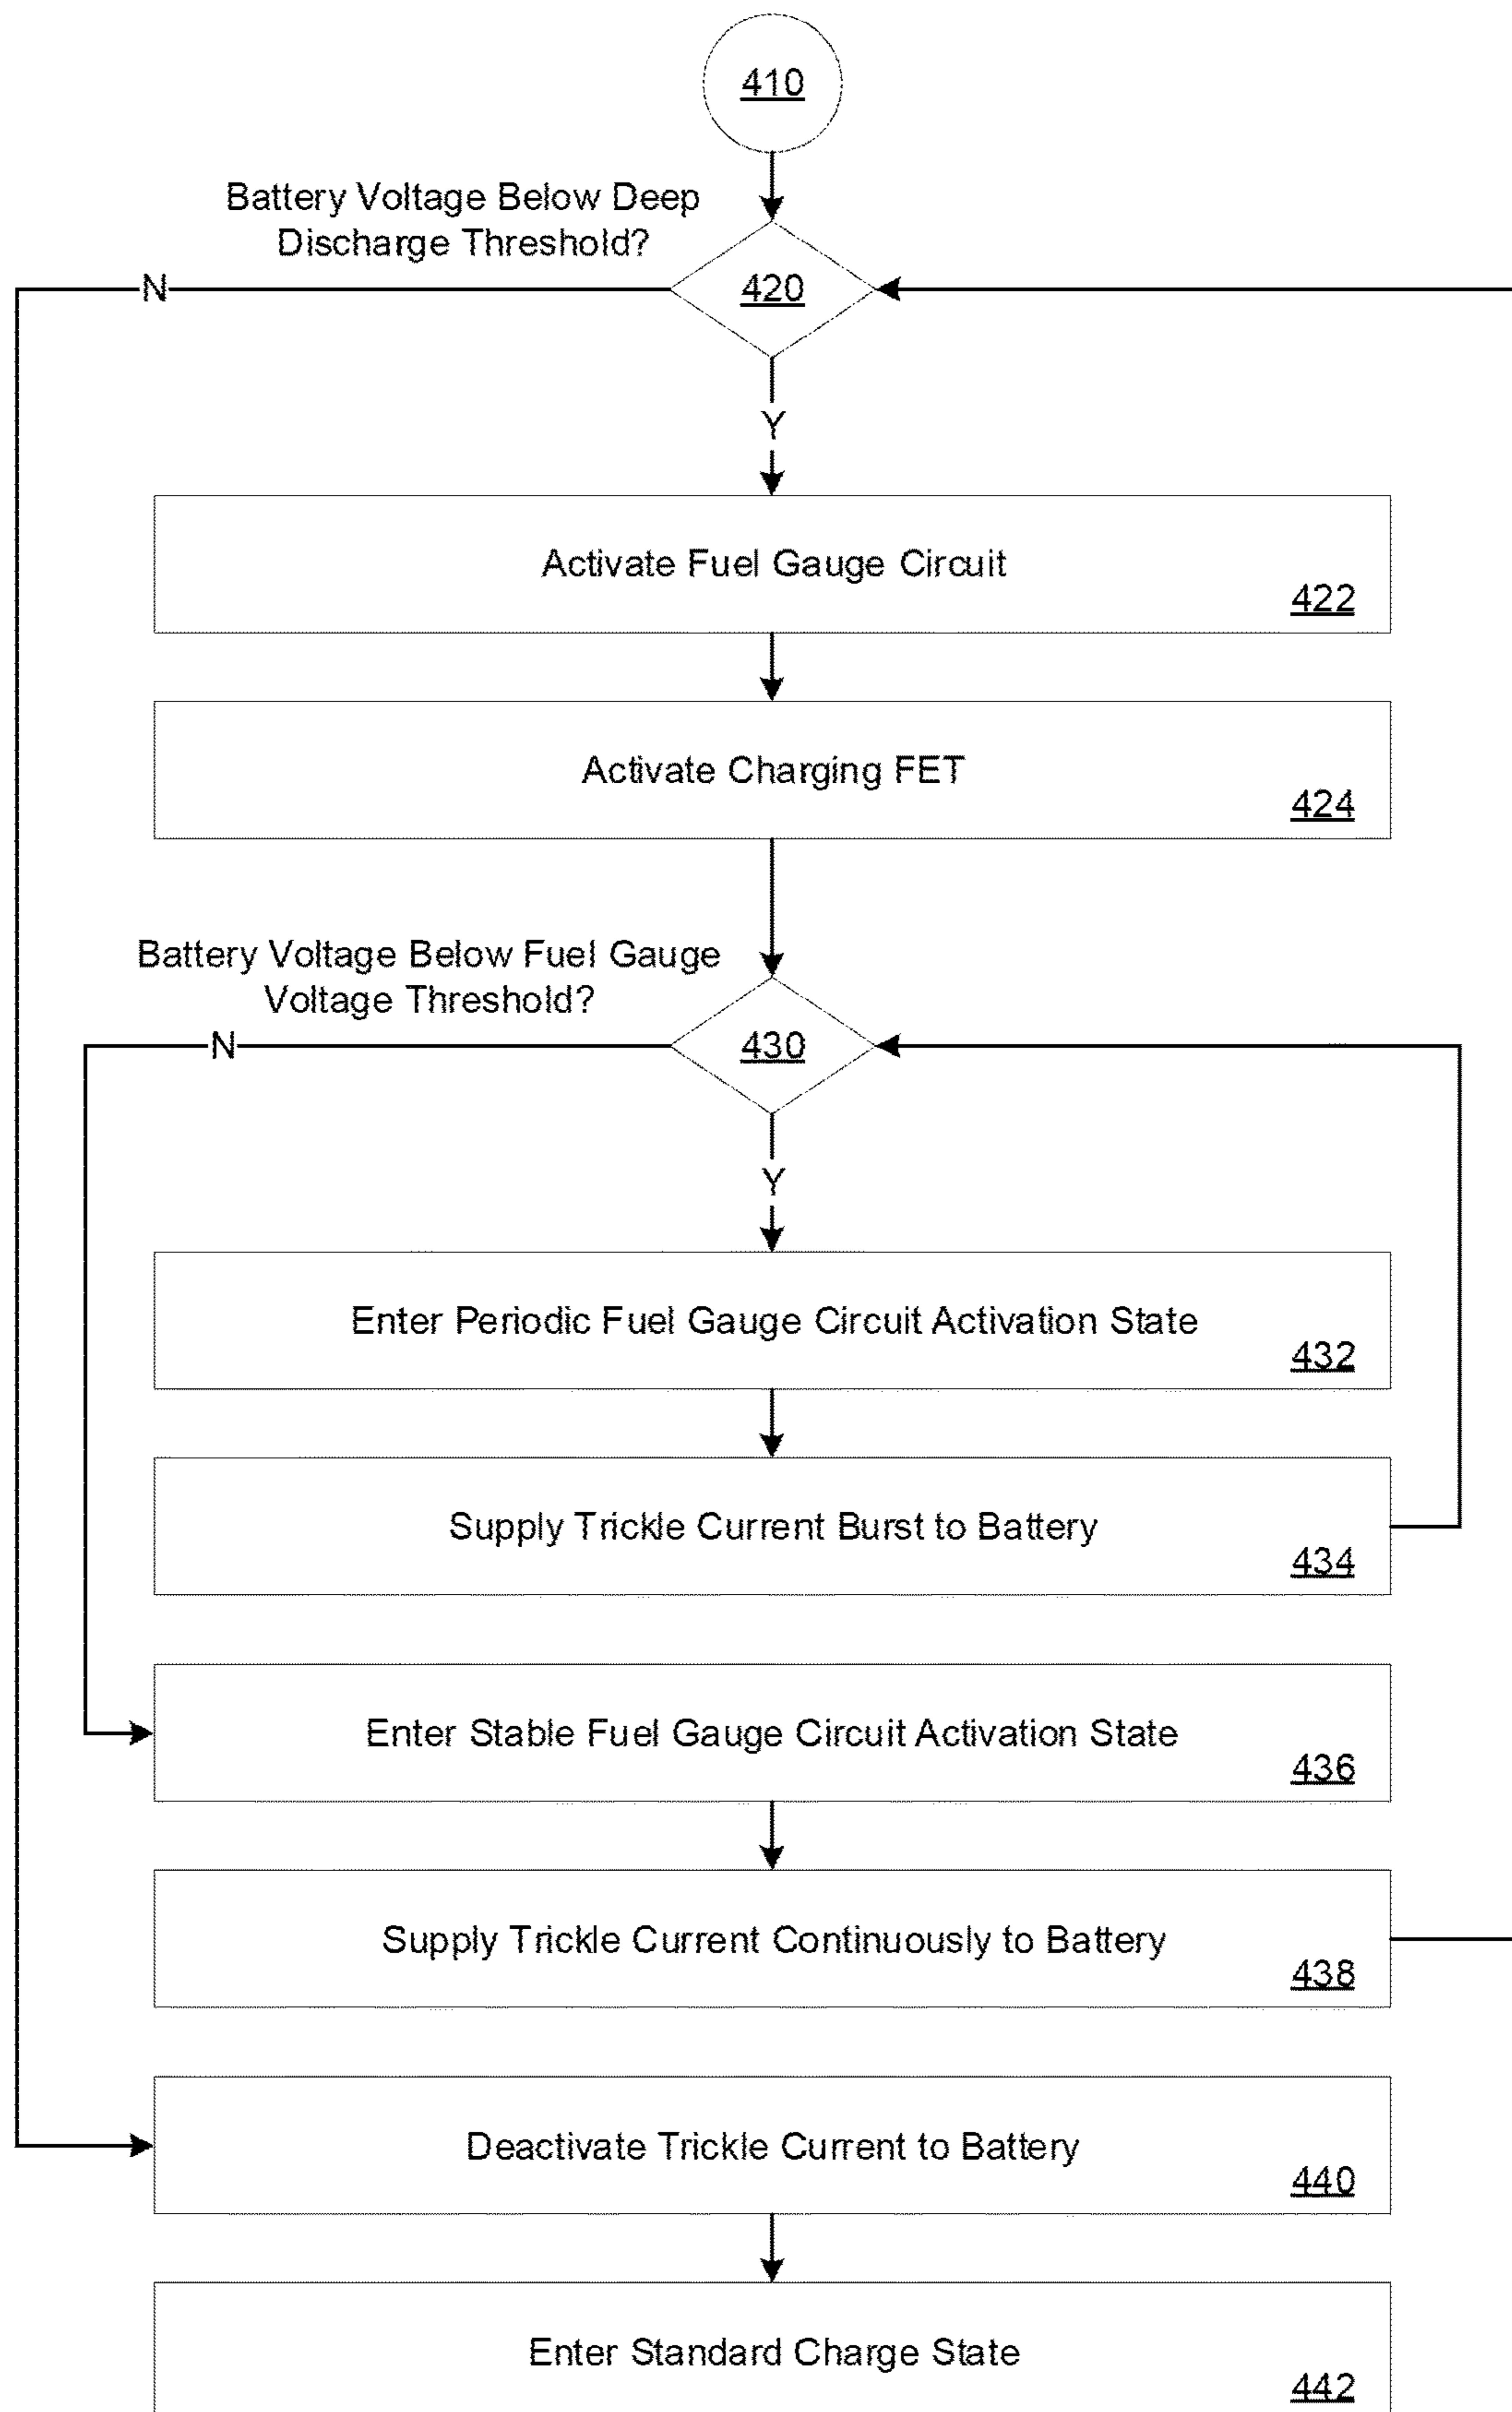 410
Battery Voltage Below Deep
Discharge Threshold?
N
420
Y
Activate Fuel Gauge Circuit
422
Activate Charging FET
424
Battery Voltage Below Fuel Gauge
Voltage Threshold?
N
430
Y
Enter Periodic Fuel Gauge Circuit Activation State
432
Supply Trickle Current Burst to Battery
434
Enter Stable Fuel Gauge Circuit Activation State
436
Supply Trickle Current Continuously to Battery
438
Deactivate Trickle Current to Battery
440
Enter Standard Charge State
442